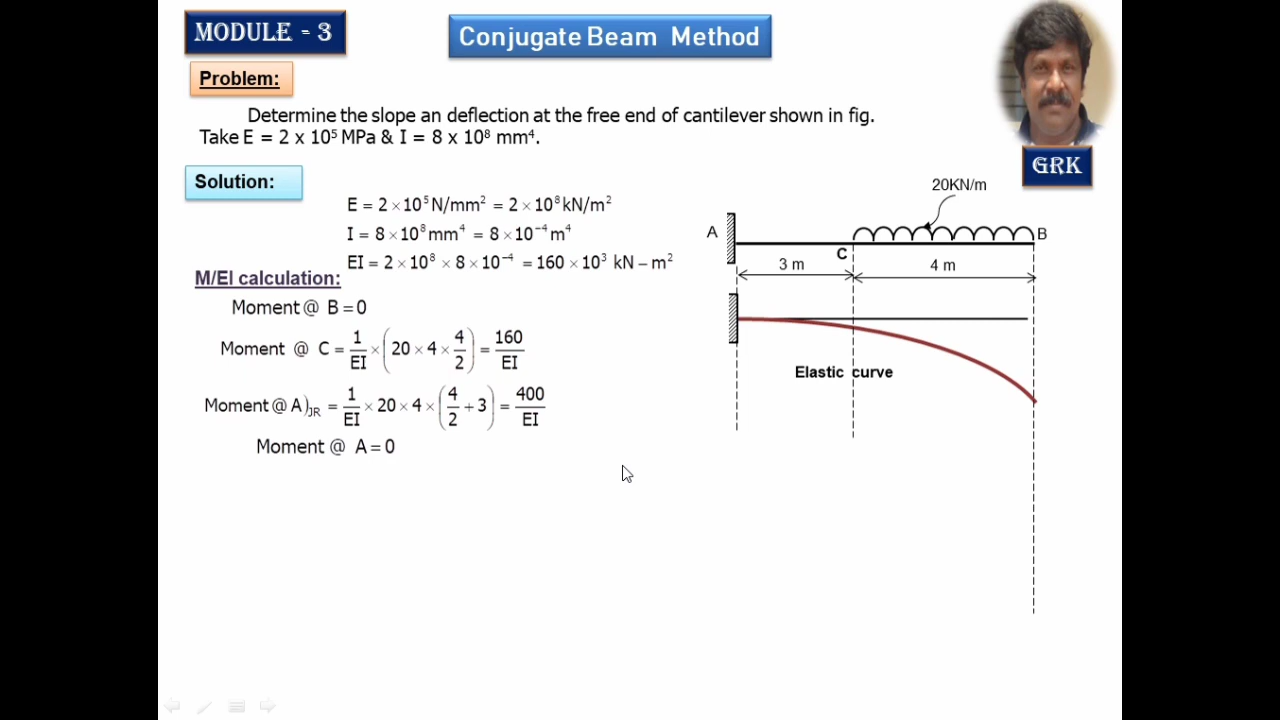 MODULE - 3
Conjugate Beam Method
Problem:
Determine the slope an deflection at the free end of cantilever shown in fig.
Take E = 2 x 10⁵ MPa & I = 8 x 10⁸ mm⁴.
GRK
Solution:
E = 2 × 10⁵ N/mm² = 2 × 10⁸ kN/m²
I = 8 × 10⁸ mm⁴ = 8 × 10⁻⁴ m⁴
EI = 2 × 10⁸ × 8 × 10⁻⁴ = 160 × 10³ kN − m²
M/EI calculation:
Moment @ B = 0
Moment @ C = 1/EI × (20 × 4 × 4/2) = 160/EI
Moment @ A)JR = 1/EI × 20 × 4 × (4/2 + 3) = 400/EI
Moment @ A = 0
20KN/m
A
B
C
3 m
4 m
Elastic curve